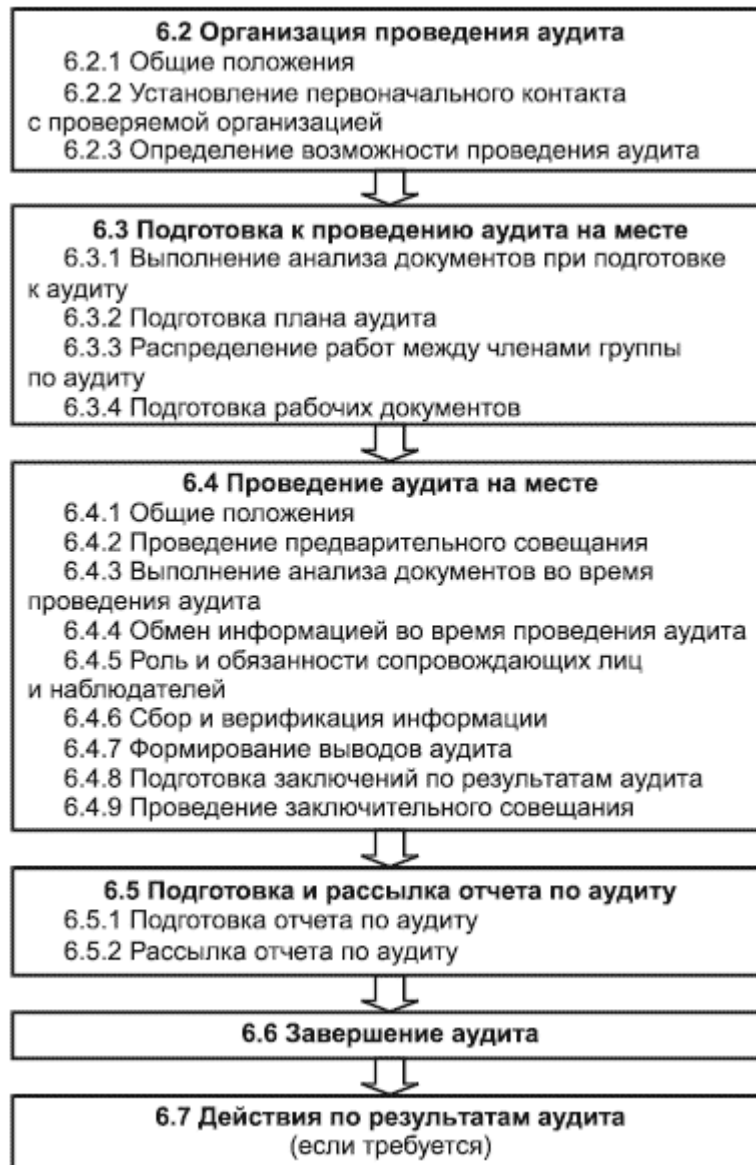 6.2 Организация проведения аудита
6.2.1 Общие положения
6.2.2 Установление первоначального контакта
с проверяемой организацией
6.2.3 Определение возможности проведения аудита
6.3 Подготовка к проведению аудита на месте
6.3.1 Выполнение анализа документов при подготовке
к аудиту
6.3.2 Подготовка плана аудита
6.3.3 Распределение работ между членами группы
по аудиту
6.3.4 Подготовка рабочих документов
6.4 Проведение аудита на месте
6.4.1 Общие положения
6.4.2 Проведение предварительного совещания
6.4.3 Выполнение анализа документов во время
проведения аудита
6.4.4 Обмен информацией во время проведения аудита
6.4.5 Роль и обязанности сопровождающих лиц
и наблюдателей
6.4.6 Сбор и верификация информации
6.4.7 Формирование выводов аудита
6.4.8 Подготовка заключений по результатам аудита
6.4.9 Проведение заключительного совещания
6.5 Подготовка и рассылка отчета по аудиту
6.5.1 Подготовка отчета по аудиту
6.5.2 Рассылка отчета по аудиту
6.6 Завершение аудита
6.7 Действия по результатам аудита
(если требуется)